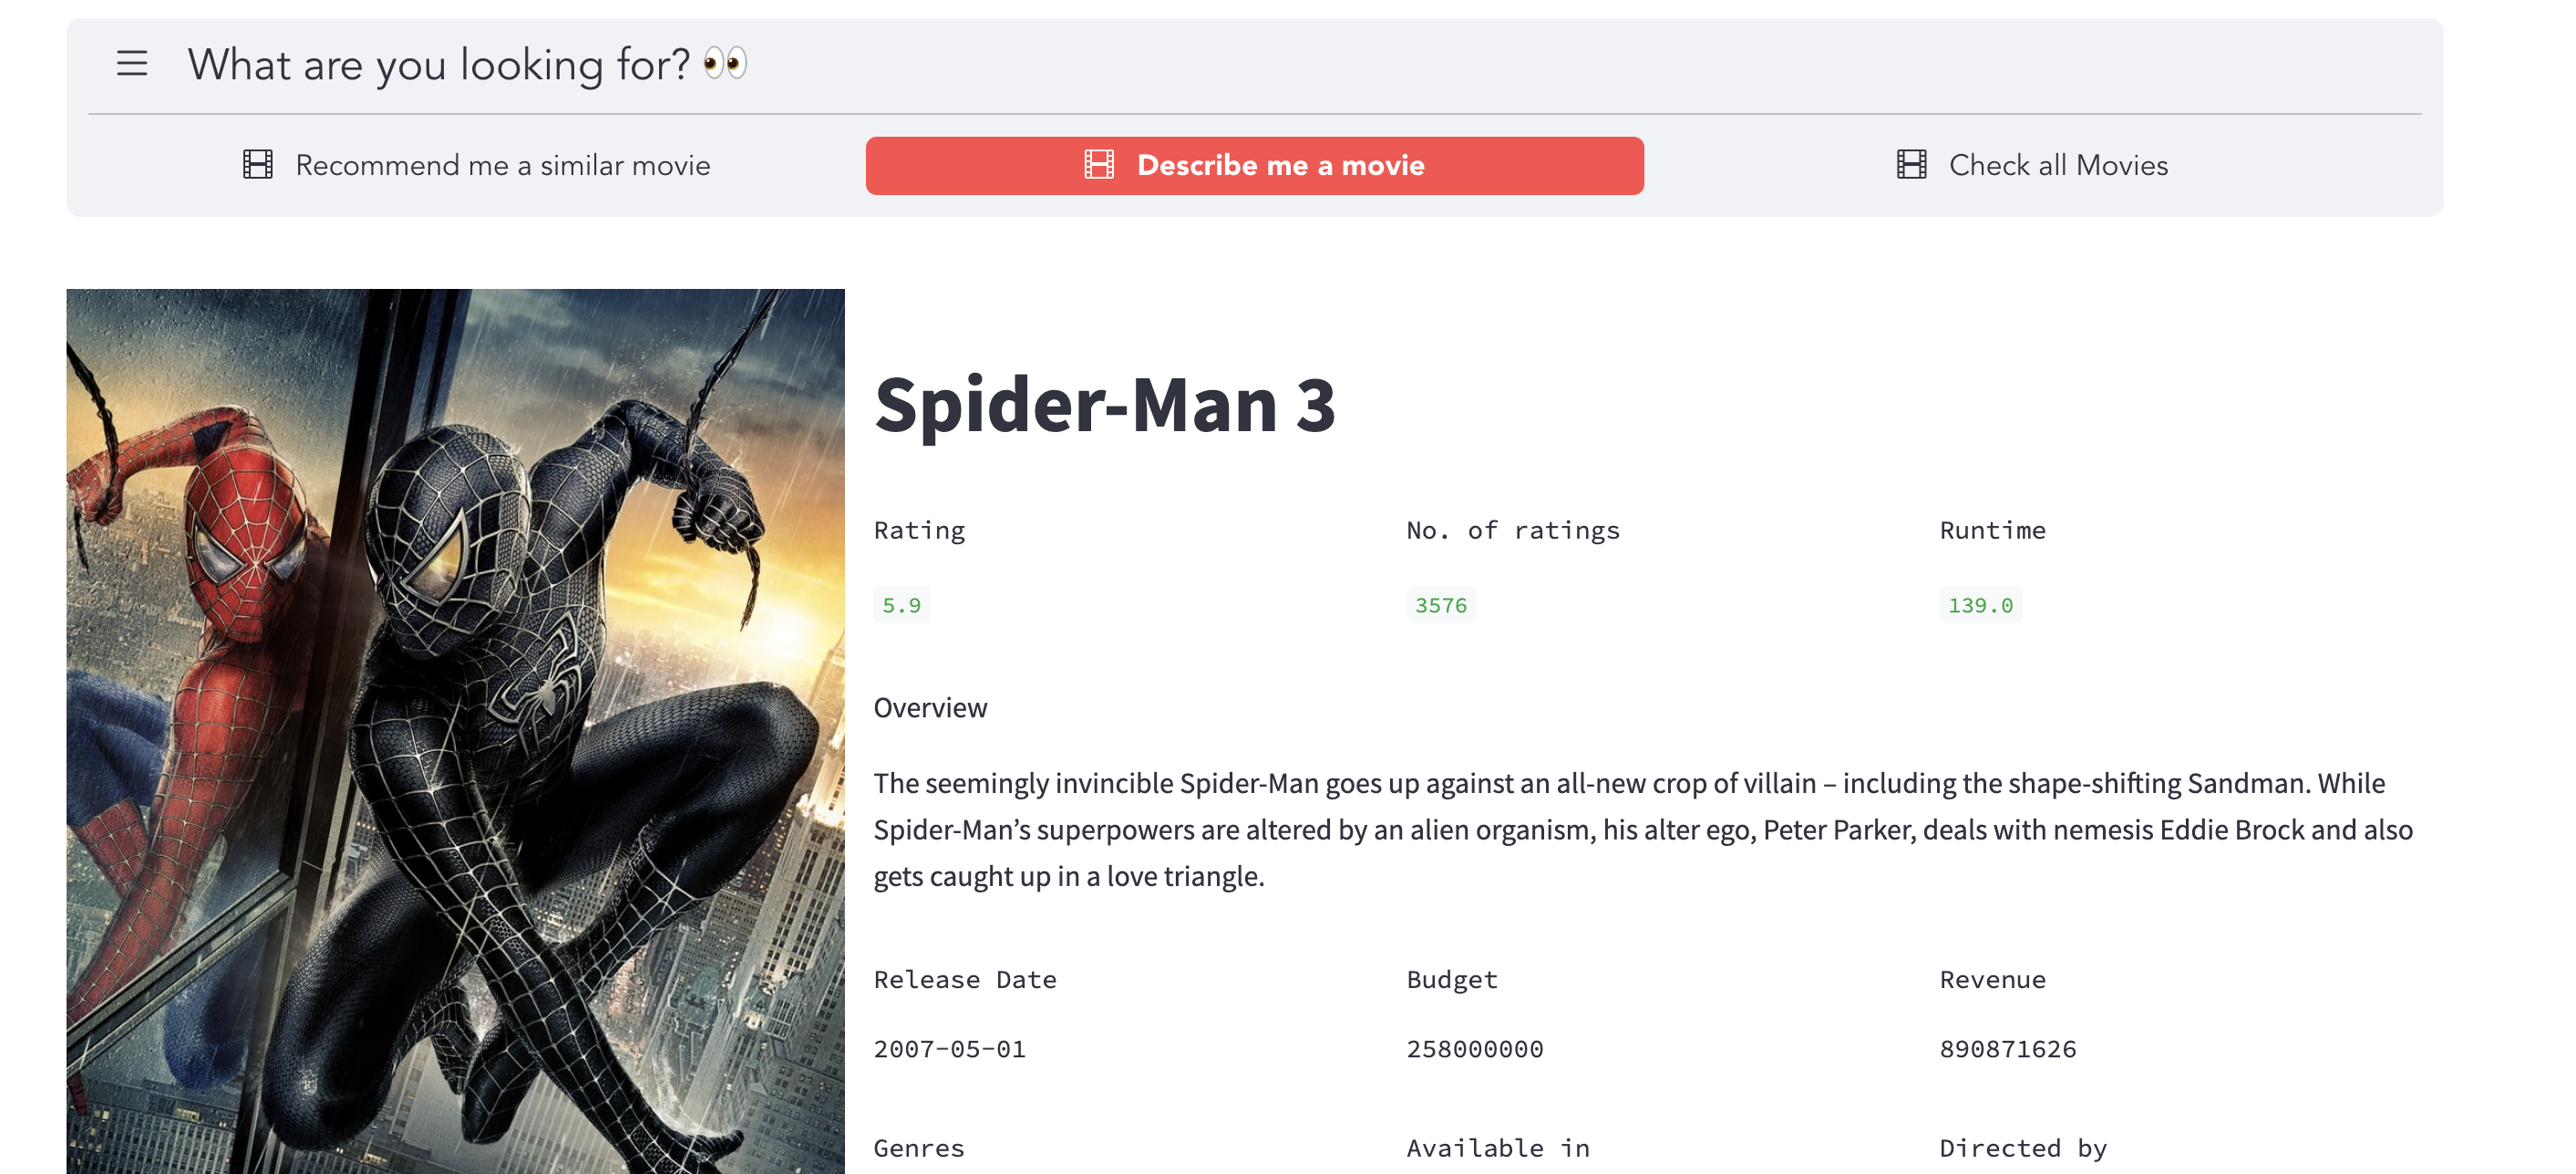 What are you looking for? 👀
Recommend me a similar movie
Describe me a movie
Check all Movies
Spider-Man 3
Rating
No. of ratings
Runtime
5.9
3576
139.0
Overview
The seemingly invincible Spider-Man goes up against an all-new crop of villain – including the shape-shifting Sandman. While
Spider-Man’s superpowers are altered by an alien organism, his alter ego, Peter Parker, deals with nemesis Eddie Brock and also
gets caught up in a love triangle.
Release Date
Budget
Revenue
2007-05-01
258000000
890871626
Genres
Available in
Directed by